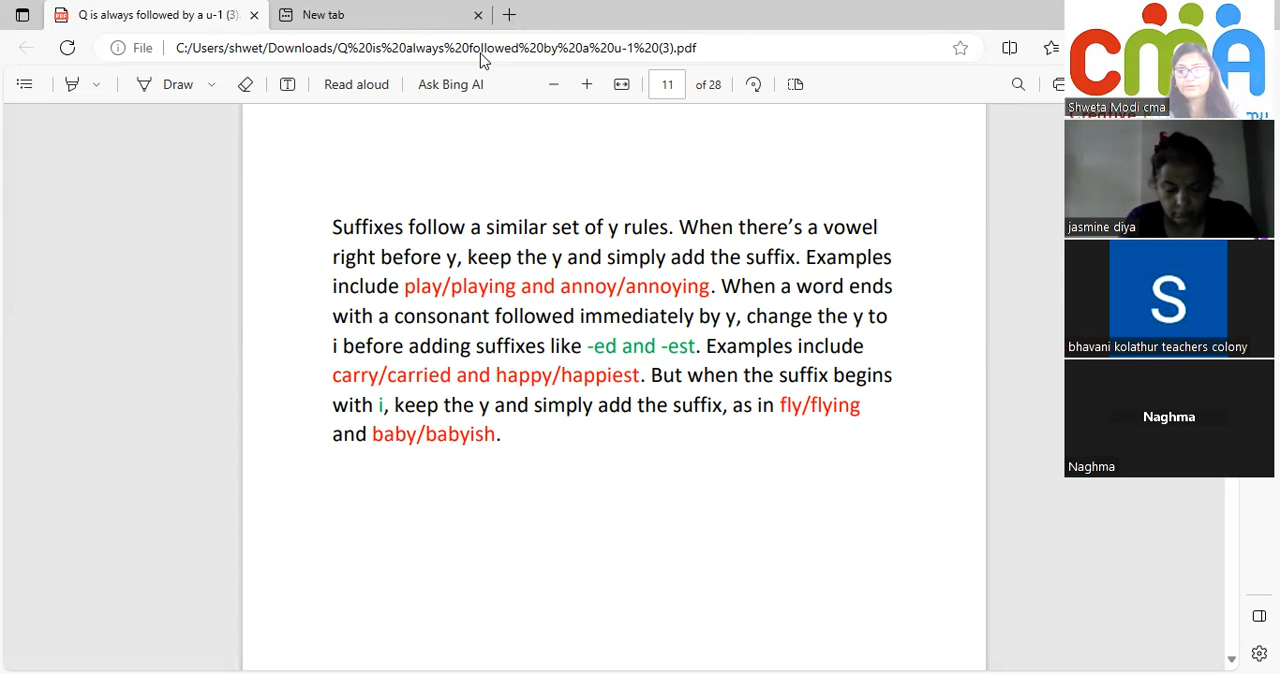 Q is always followed by a u-1 (3).
New tab
File
C:/Users/shwet/Downloads/Q%20is%20always%20followed%20by%20a%20u-1%20(3).pdf
Draw
Read aloud
Ask Bing AI
11
of 28
Suffixes follow a similar set of y rules. When there’s a vowel
right before y, keep the y and simply add the suffix. Examples
include play/playing and annoy/annoying. When a word ends
with a consonant followed immediately by y, change the y to
i before adding suffixes like -ed and -est. Examples include
carry/carried and happy/happiest. But when the suffix begins
with i, keep the y and simply add the suffix, as in fly/flying
and baby/babyish.
cmA
Shweta Modi cma
jasmine diya
S
bhavani kolathur teachers colony
Naghma
Naghma